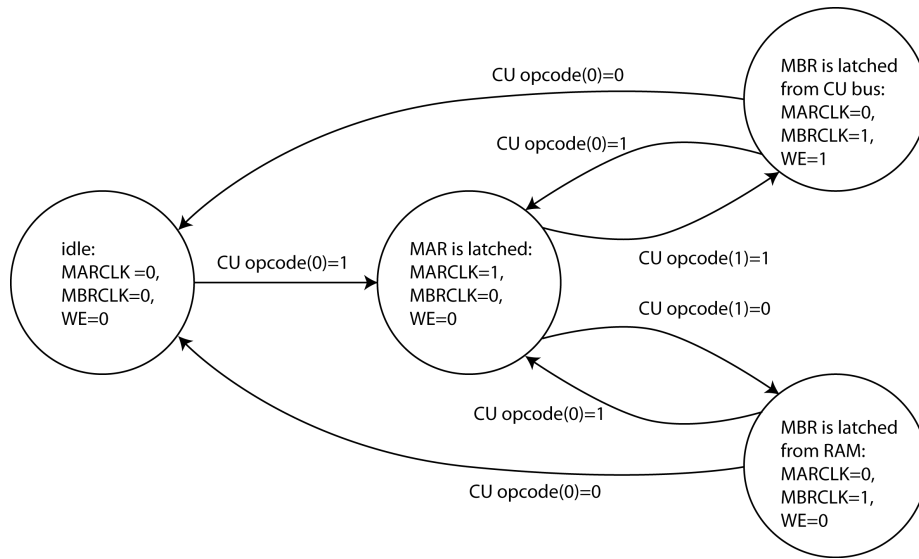 CU opcode(0)=0
MBR is latched
from CU bus:
MARCLK=0,
MBRCLK=1,
WE=1
CU opcode(0)=1
idle:
MARCLK =0,
MBRCLK=0,
WE=0
CU opcode(0)=1
MAR is latched:
MARCLK=1,
MBRCLK=0,
WE=0
CU opcode(1)=1
CU opcode(1)=0
CU opcode(0)=1
MBR is latched
from RAM:
MARCLK=0,
MBRCLK=1,
WE=0
CU opcode(0)=0